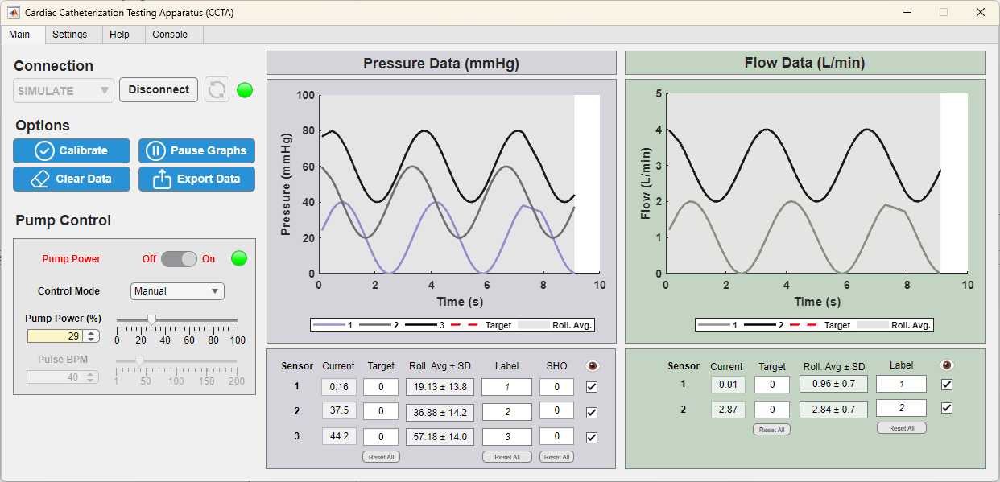 Cardiac Catheterization Testing Apparatus (CCTA)
Main Settings Help Console
Connection
SIMULATE Disconnect
Options
Calibrate Pause Graphs
Clear Data Export Data
Pump Control
Pump Power Off On
Control Mode Manual
Pump Power (%)
29
0 20 40 60 80 100
Pulse BPM
40
1 50 100 150 200
Pressure Data (mmHg)
Pressure (mmHg)
100
80
60
40
20
0
0 2 4 6 8 10
Time (s)
1 2 3 Target Roll. Avg.
Sensor Current Target Roll. Avg ± SD Label SHO
1 0.16 0 19.13 ± 13.8 1 0
2 37.5 0 36.88 ± 14.2 2 0
3 44.2 0 57.18 ± 14.0 3 0
Reset All Reset All Reset All
Flow Data (L/min)
Flow (L/min)
5
4
3
2
1
0
0 2 4 6 8 10
Time (s)
1 2 Target Roll. Avg.
Sensor Current Target Roll. Avg ± SD Label
1 0.01 0 0.96 ± 0.7 1
2 2.87 0 2.84 ± 0.7 2
Reset All Reset All